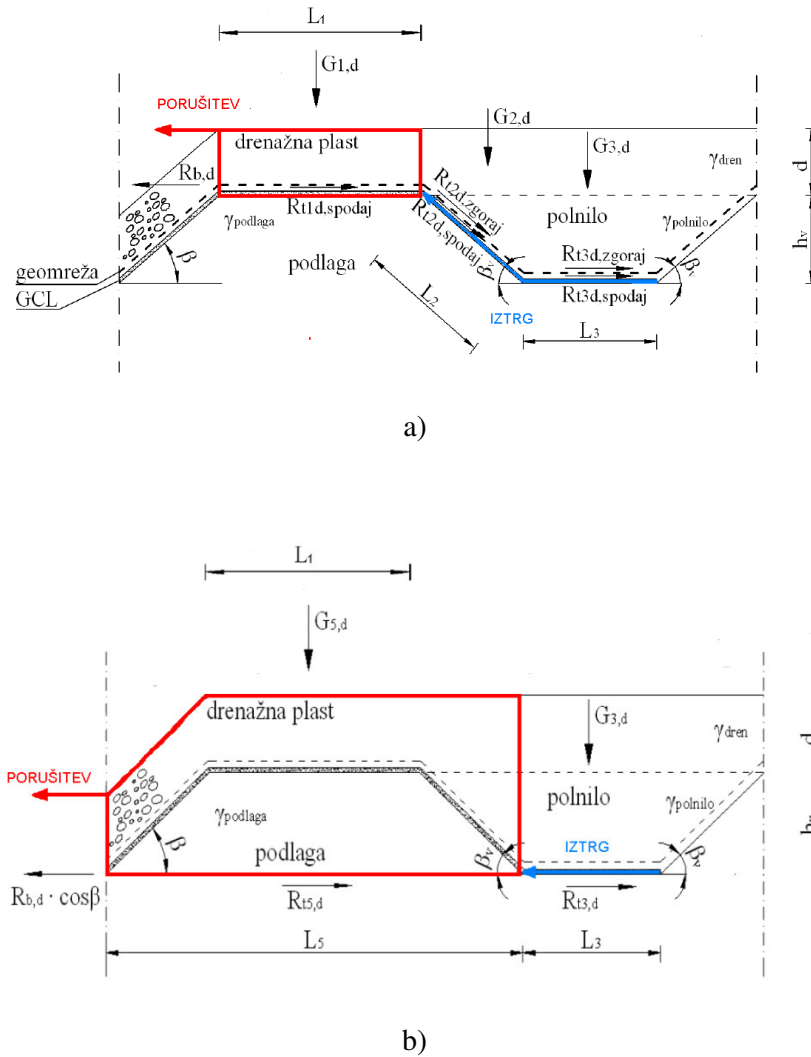 L1
G1,d
PORUŠITEV
G2,d
drenažna plast
G3,d
γdren
d
Rb,d
Rt1d,spodaj
Rt2d,zgoraj
Rt2d,spodaj
γpodlaga
polnilo
γpolnilo
hv
β
podlaga
Rt3d,zgoraj
βv
βv
geomreža
GCL
L2
IZTRG
Rt3d,spodaj
L3
a)
L1
G5,d
drenažna plast
G3,d
γdren
d
PORUŠITEV
γpodlaga
polnilo
γpolnilo
β
podlaga
βv
IZTRG
βv
Rb,d · cosβ
Rt5,d
Rt3,d
L5
L3
b)